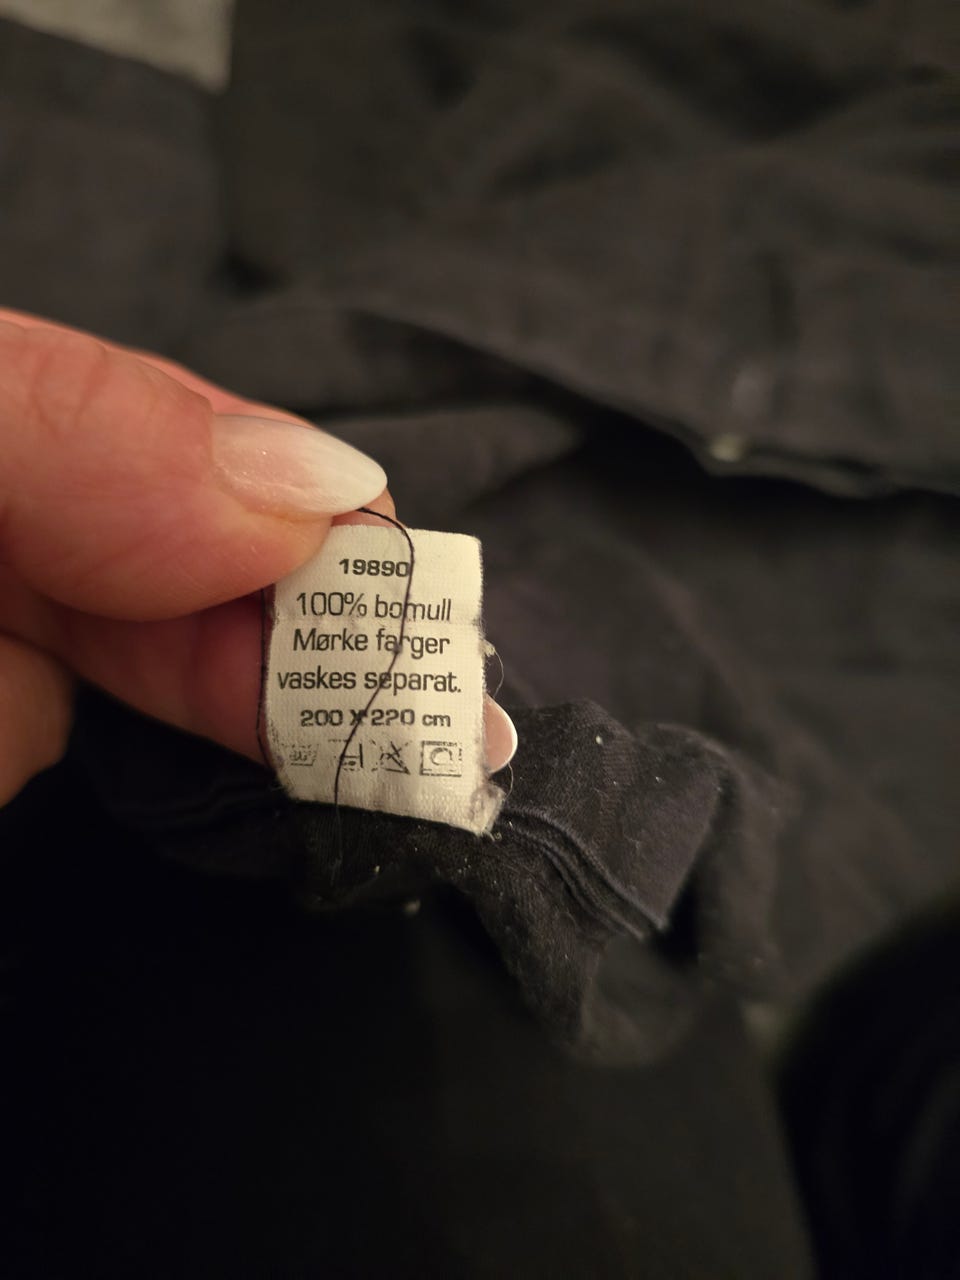 19890
100% bomull
Mørke farger
vaskes separat.
200 X 220 cm